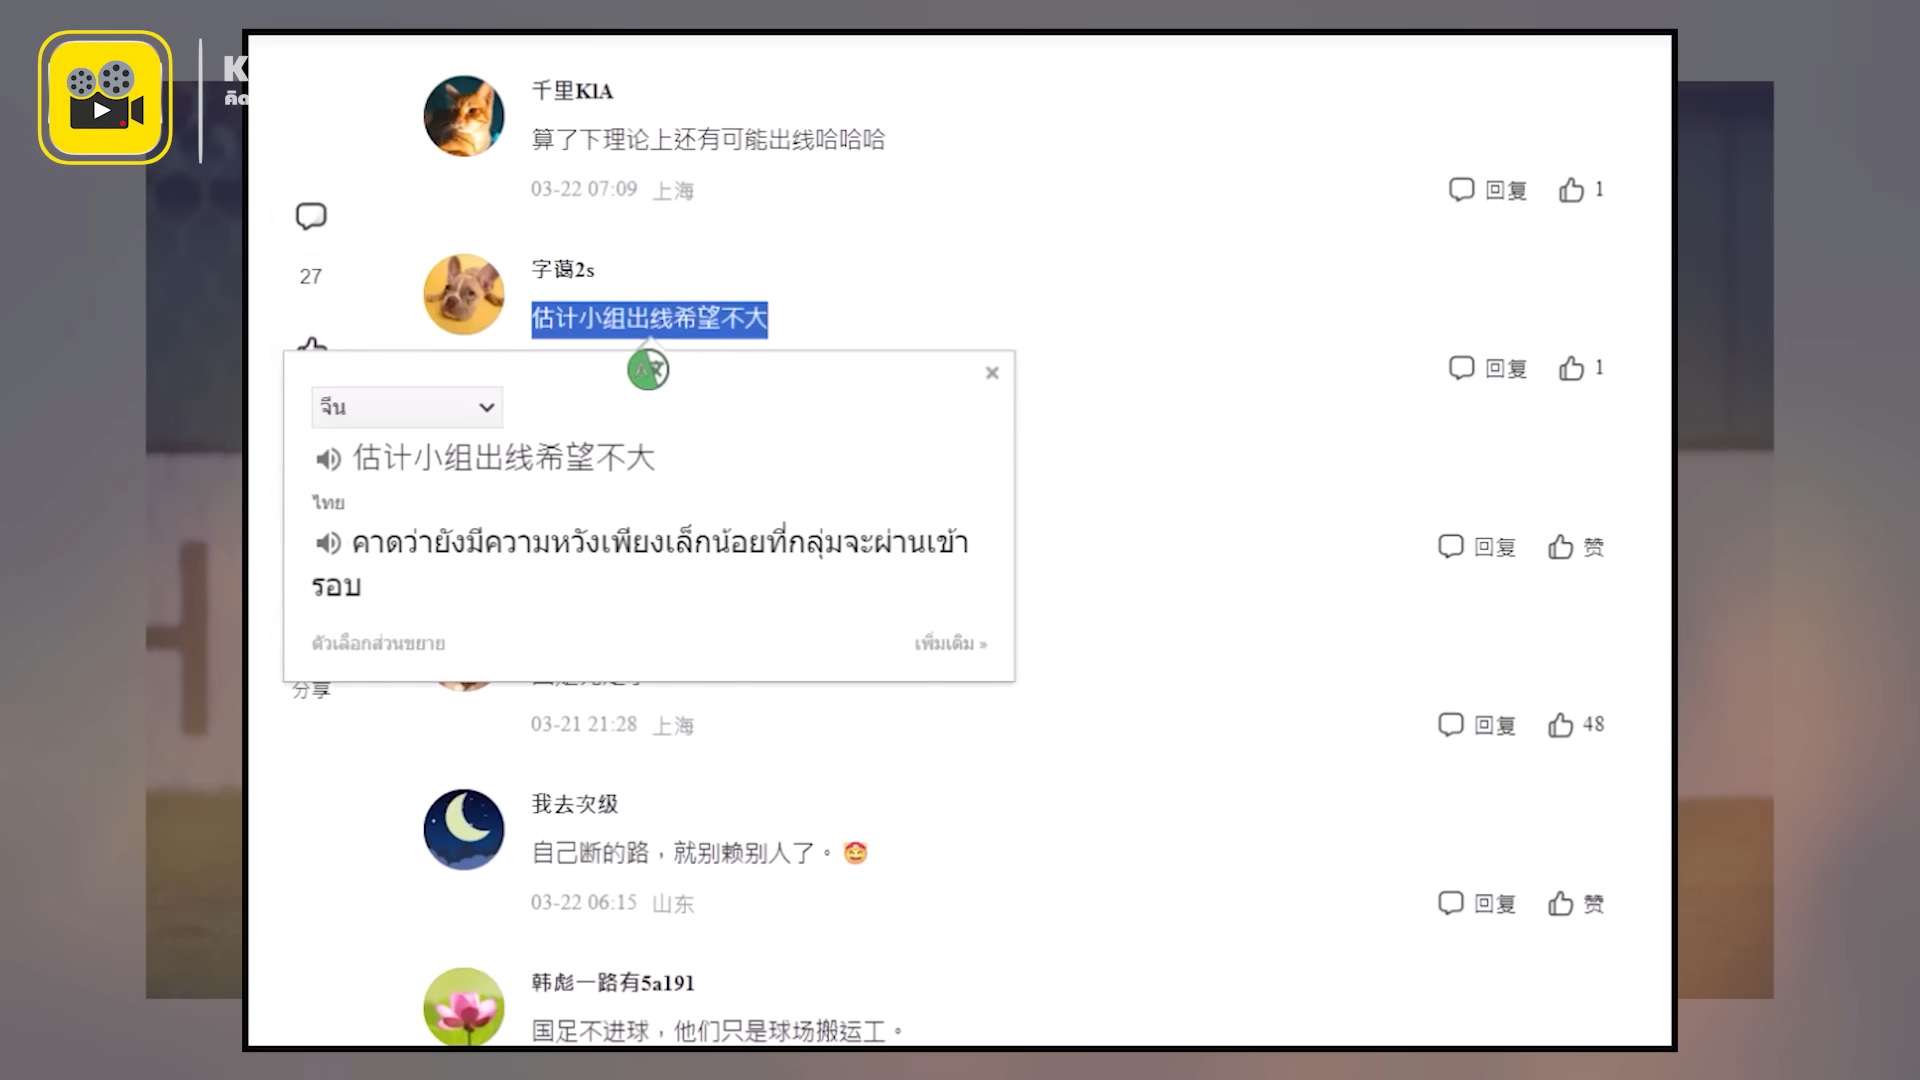 K
คิด
千里KlA
算了下理论上还有可能出线哈哈哈
03-22 07:09 上海
回复 1
27
字蔼2s
估计小组出线希望不大
回复 1
จีน
估计小组出线希望不大
ไทย
คาดว่ายังมีความหวังเพียงเล็กน้อยที่กลุ่มจะผ่านเข้า
รอบ
ตัวเลือกส่วนขยาย
เพิ่มเติม »
回复 赞
分享
03-21 21:28 上海
回复 48
我去次级
自己断的路，就别赖别人了。
03-22 06:15 山东
回复 赞
韩彪一路有5a191
国足不进球，他们只是球场搬运工。